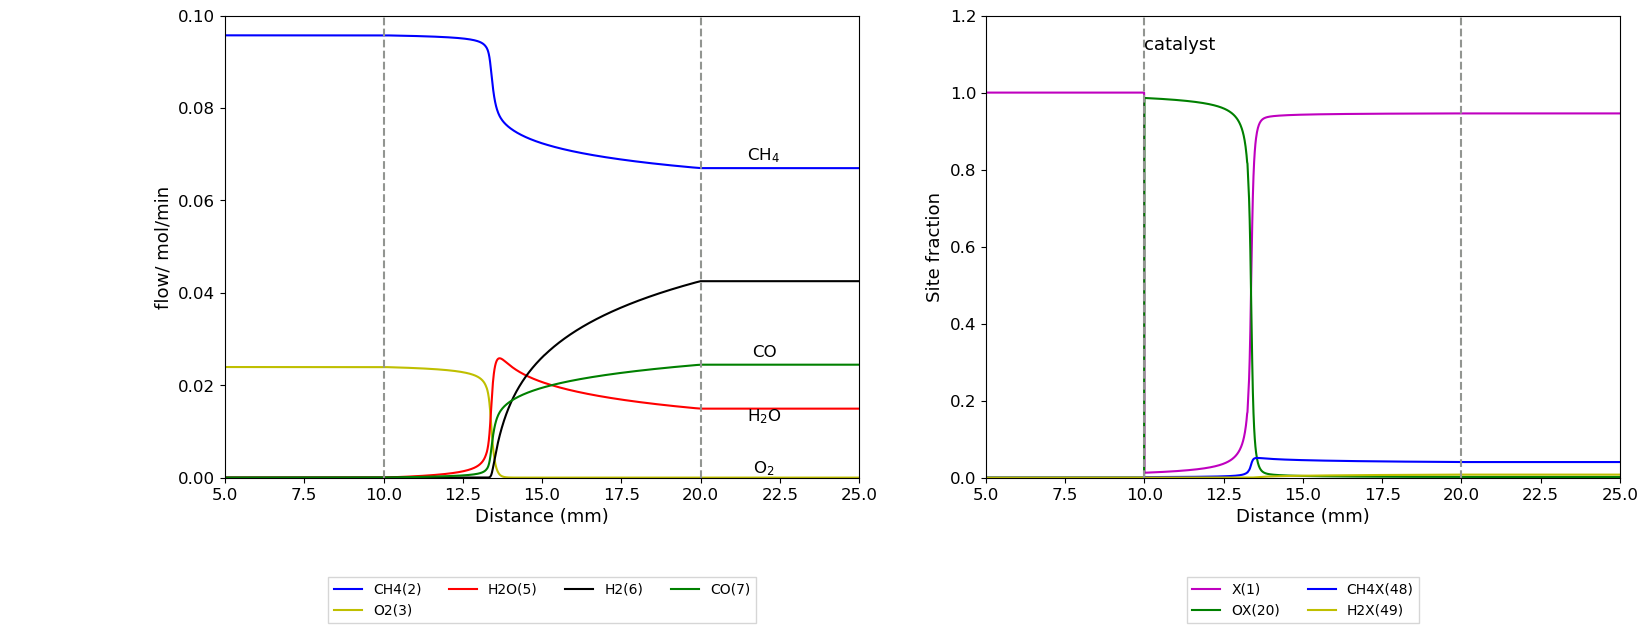 0.10
0.08
0.06
0.04
0.02
0.00
flow/ mol/min
CH₄
CO
H₂O
O₂
5.0 7.5 10.0 12.5 15.0 17.5 20.0 22.5 25.0
Distance (mm)
CH4(2) H2O(5) H2(6) CO(7)
O2(3)
1.2
1.0
0.8
0.6
0.4
0.2
0.0
Site fraction
catalyst
5.0 7.5 10.0 12.5 15.0 17.5 20.0 22.5 25.0
Distance (mm)
X(1) CH4X(48)
OX(20) H2X(49)